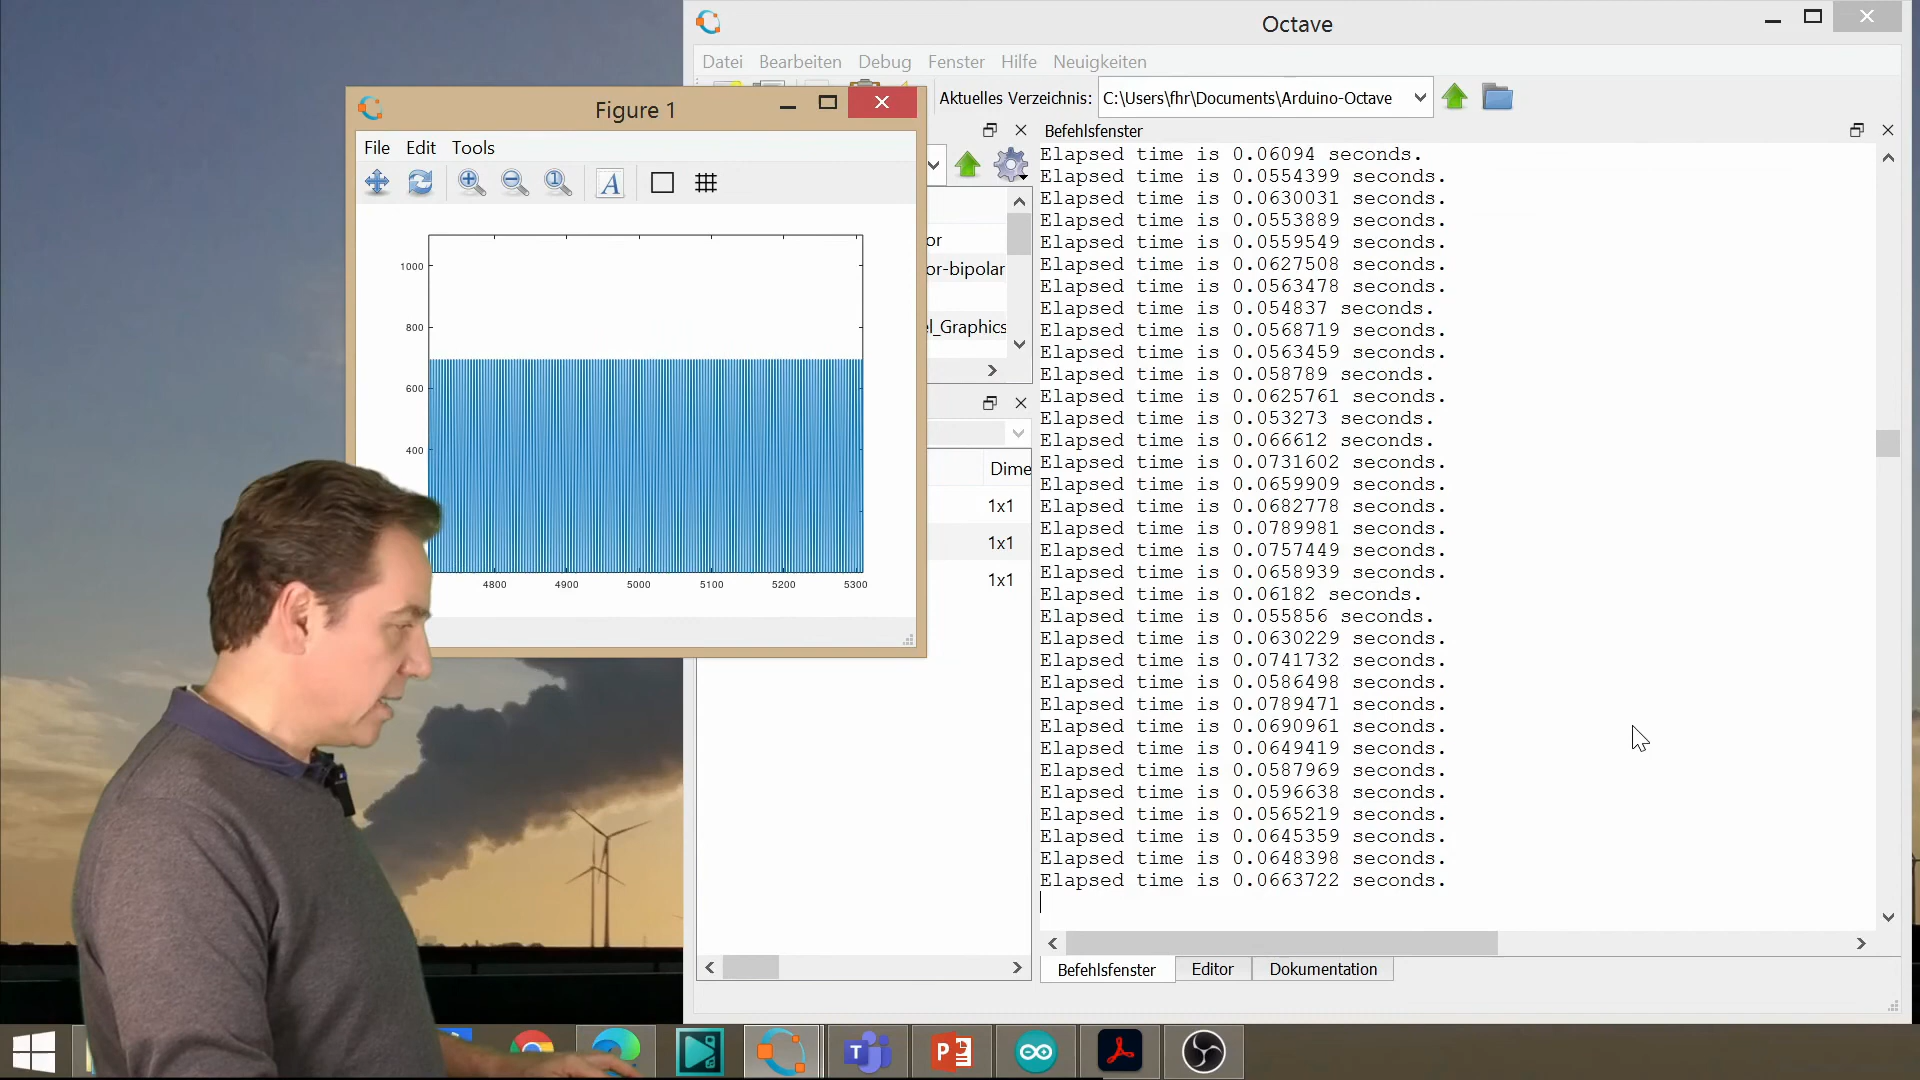 Octave
Datei Bearbeiten Debug Fenster Hilfe Neuigkeiten
Aktuelles Verzeichnis: C:\Users\fhr\Documents\Arduino-Octave
Figure 1
File Edit Tools
A
1000
800
600
400
4800 4900 5000 5100 5200 5300
or
or-bipolar
el_Graphics
Dime
1x1
1x1
1x1
Befehlsfenster
Elapsed time is 0.06094 seconds.
Elapsed time is 0.0554399 seconds.
Elapsed time is 0.0630031 seconds.
Elapsed time is 0.0553889 seconds.
Elapsed time is 0.0559549 seconds.
Elapsed time is 0.0627508 seconds.
Elapsed time is 0.0563478 seconds.
Elapsed time is 0.054837 seconds.
Elapsed time is 0.0568719 seconds.
Elapsed time is 0.0563459 seconds.
Elapsed time is 0.058789 seconds.
Elapsed time is 0.0625761 seconds.
Elapsed time is 0.053273 seconds.
Elapsed time is 0.066612 seconds.
Elapsed time is 0.0731602 seconds.
Elapsed time is 0.0659909 seconds.
Elapsed time is 0.0682778 seconds.
Elapsed time is 0.0789981 seconds.
Elapsed time is 0.0757449 seconds.
Elapsed time is 0.0658939 seconds.
Elapsed time is 0.06182 seconds.
Elapsed time is 0.055856 seconds.
Elapsed time is 0.0630229 seconds.
Elapsed time is 0.0741732 seconds.
Elapsed time is 0.0586498 seconds.
Elapsed time is 0.0789471 seconds.
Elapsed time is 0.0690961 seconds.
Elapsed time is 0.0649419 seconds.
Elapsed time is 0.0587969 seconds.
Elapsed time is 0.0596638 seconds.
Elapsed time is 0.0565219 seconds.
Elapsed time is 0.0645359 seconds.
Elapsed time is 0.0648398 seconds.
Elapsed time is 0.0663722 seconds.
Befehlsfenster Editor Dokumentation